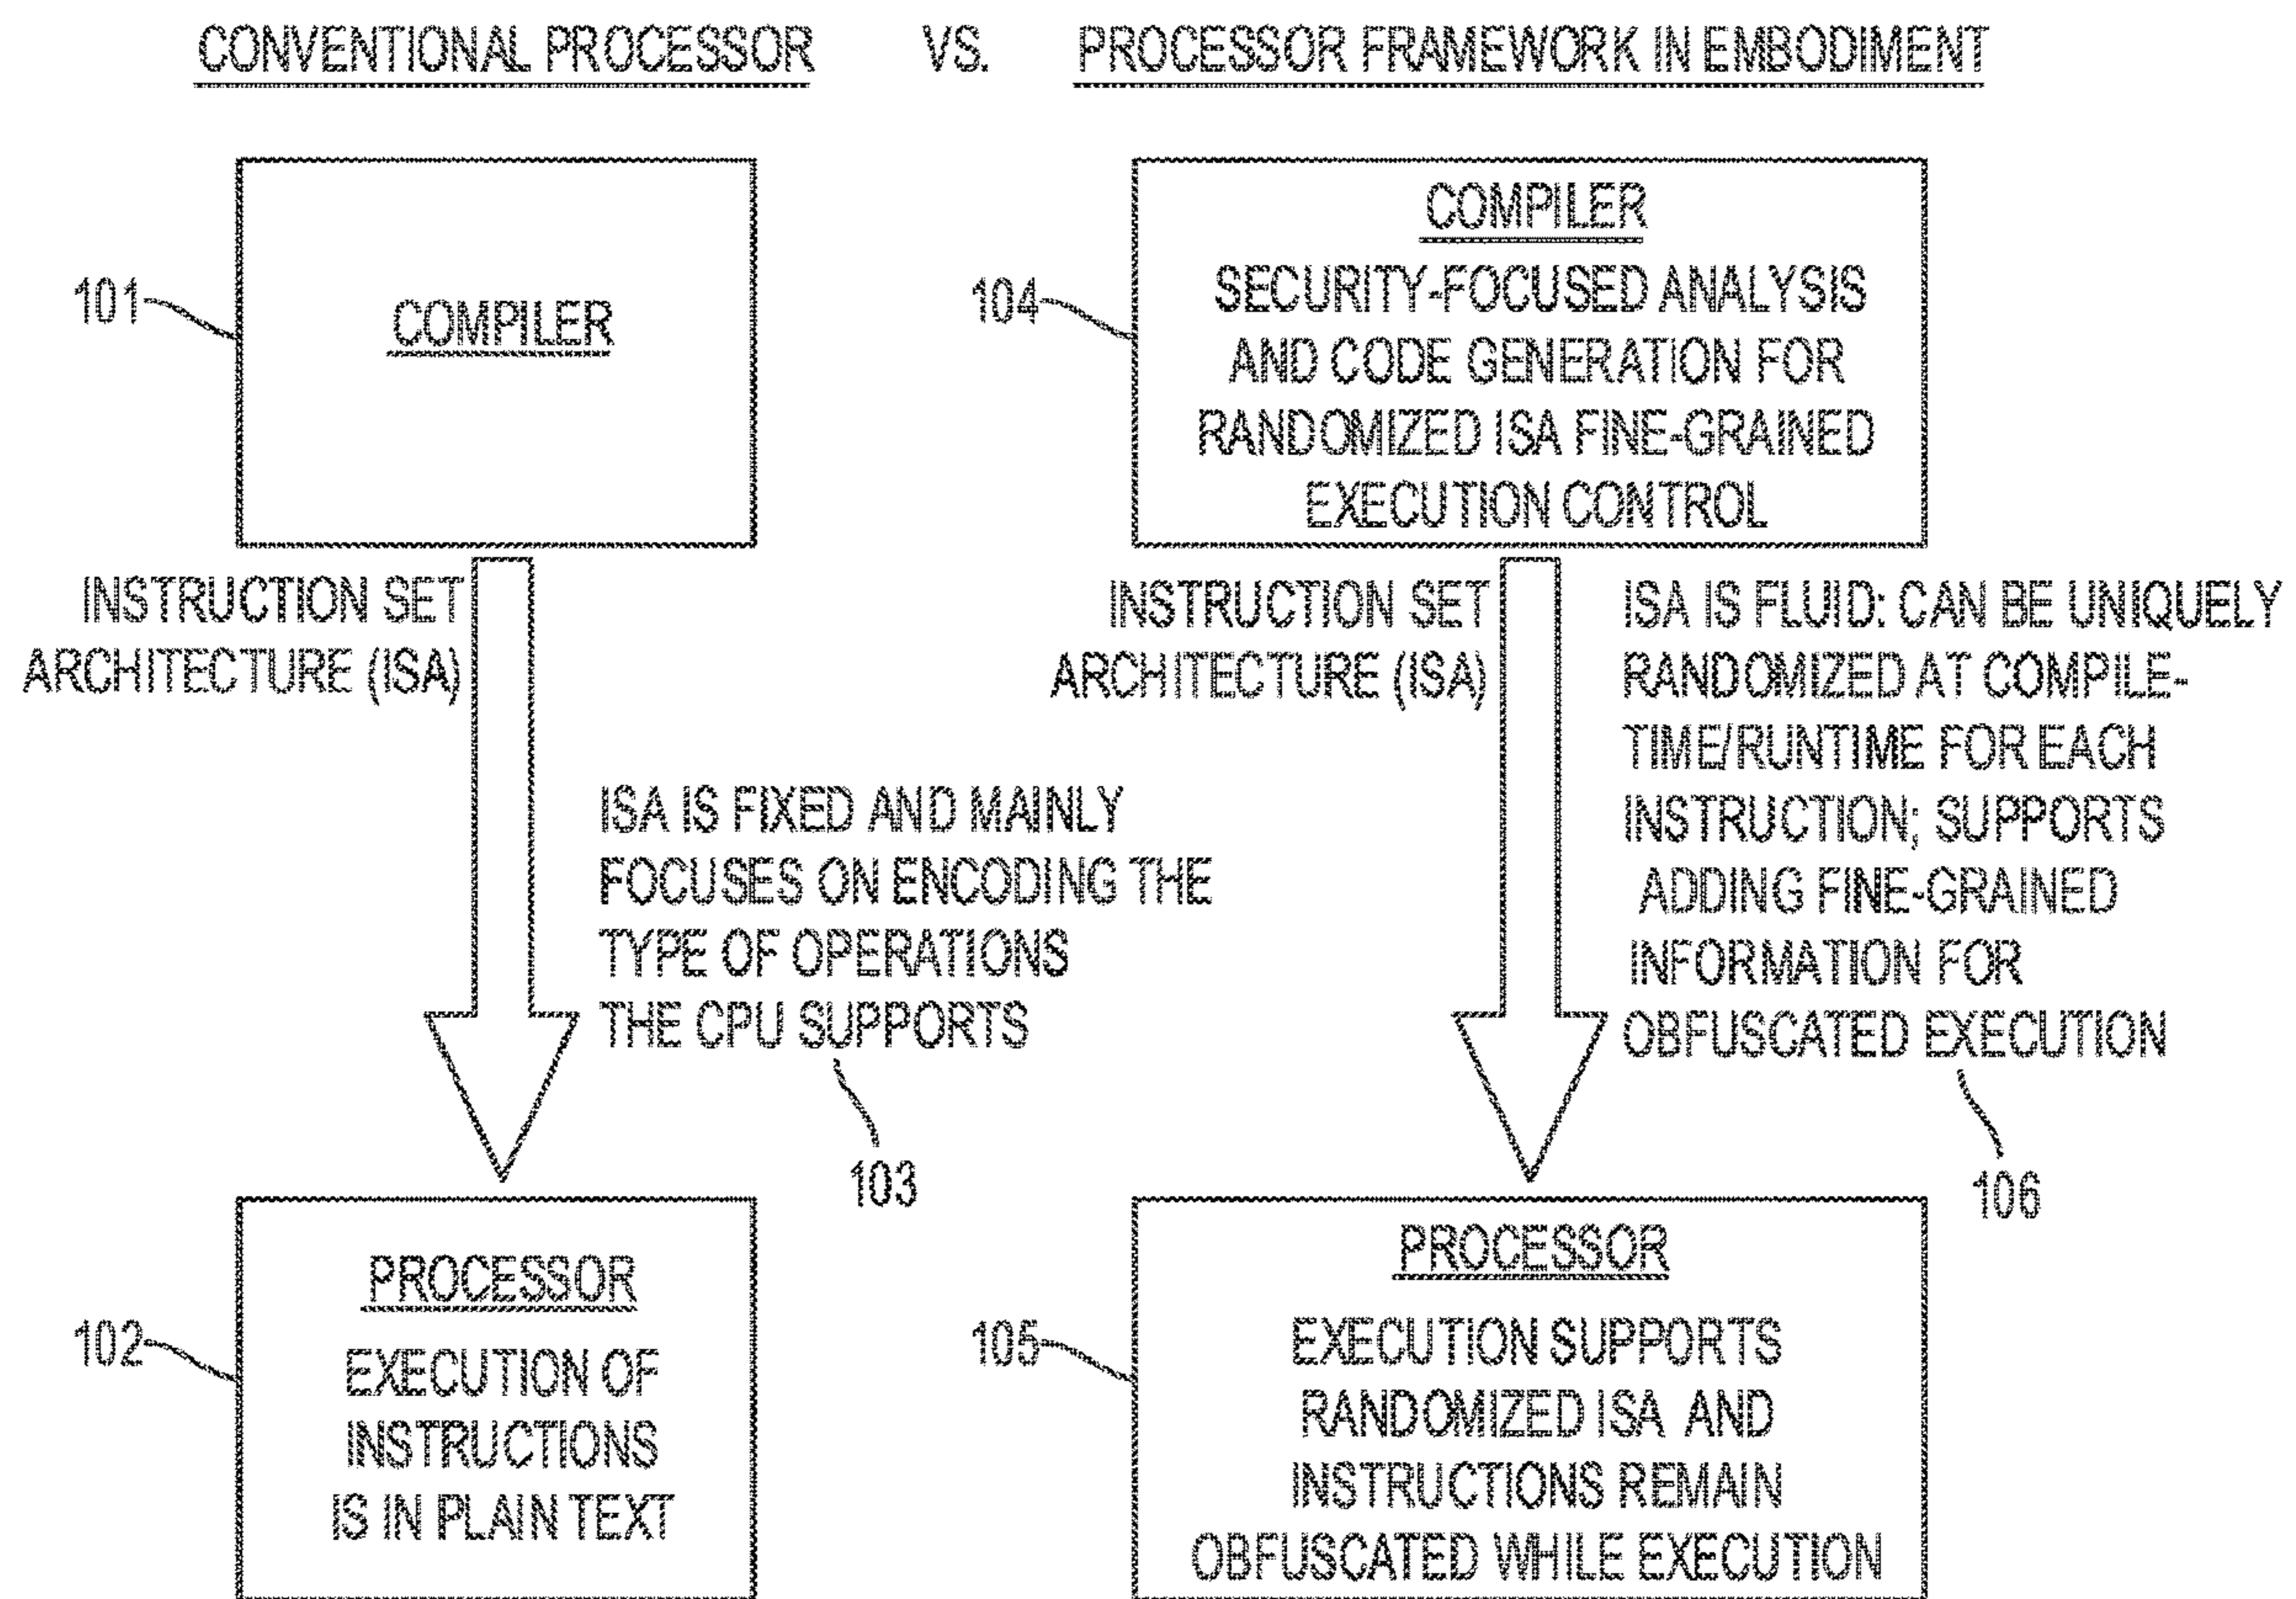 CONVENTIONAL PROCESSOR VS. PROCESSOR FRAMEWORK IN EMBODIMENT
101
COMPILER
104
COMPILER
SECURITY-FOCUSED ANALYSIS
AND CODE GENERATION FOR
RANDOMIZED ISA FINE-GRAINED
EXECUTION CONTROL
INSTRUCTION SET
ARCHITECTURE (ISA)
ISA IS FIXED AND MAINLY
FOCUSES ON ENCODING THE
TYPE OF OPERATIONS
THE CPU SUPPORTS
103
INSTRUCTION SET
ARCHITECTURE (ISA)
ISA IS FLUID: CAN BE UNIQUELY
RANDOMIZED AT COMPILE-
TIME/RUNTIME FOR EACH
INSTRUCTION; SUPPORTS
ADDING FINE-GRAINED
INFORMATION FOR
OBFUSCATED EXECUTION
106
102
PROCESSOR
EXECUTION OF
INSTRUCTIONS
IS IN PLAIN TEXT
105
PROCESSOR
EXECUTION SUPPORTS
RANDOMIZED ISA AND
INSTRUCTIONS REMAIN
OBFUSCATED WHILE EXECUTION